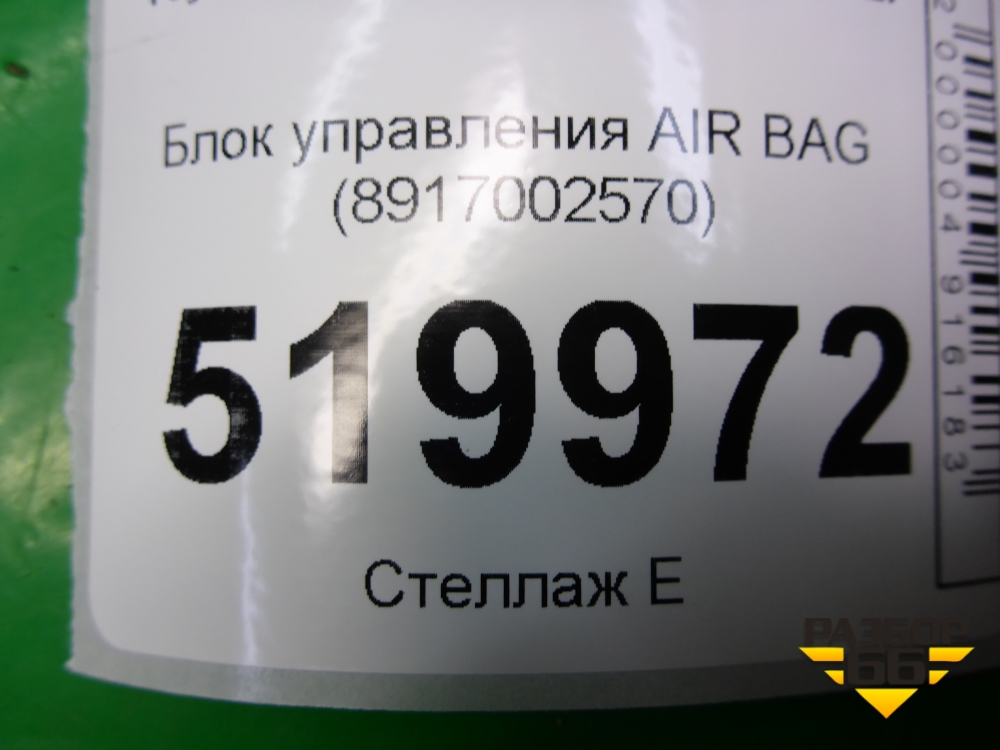 Блок управления AIR BAG
(8917002570)
519972
Стеллаж Е
2000004916183
РАЗБОР
66